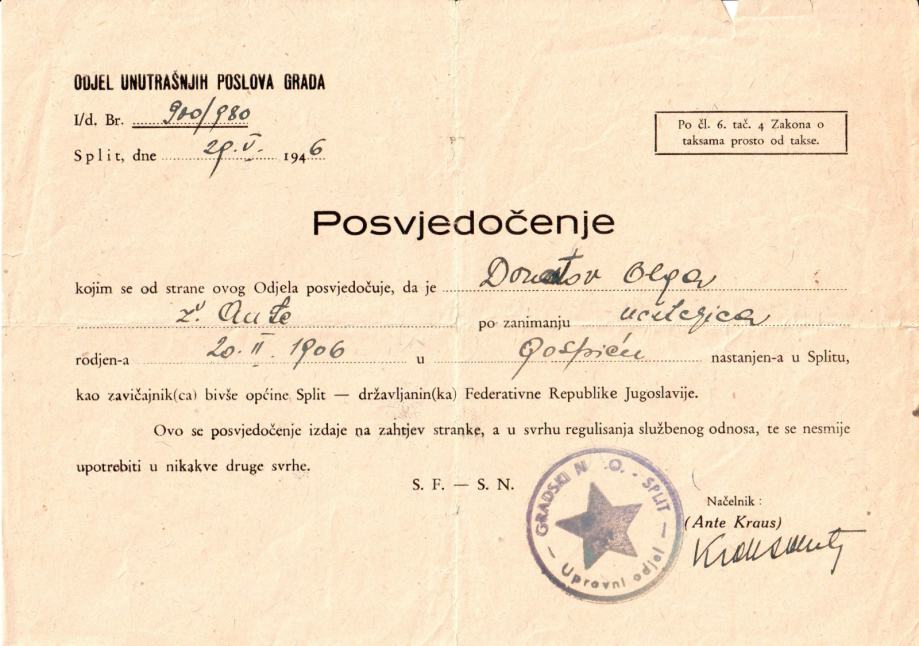 ODJEL UNUTRAŠNJIH POSLOVA GRADA
I/d. Br. 900/980
Split, dne 29. V. 1946
Po čl. 6. tač. 4 Zakona o
taksama prosto od takse.
Posvjedočenje
kojim se od strane ovog Odjela posvjedočuje, da je Olga
ž. Ante po zanimanju učiteljica
rodjen-a 20. II. 1906 u Gospiću nastanjen-a u Splitu,
kao zavičajnik(ca) bivše općine Split — državljanin(ka) Federativne Republike Jugoslavije.
Ovo se posvjedočenje izdaje na zahtjev stranke, a u svrhu regulisanja službenog odnosa, te se nesmije
upotrebiti u nikakve druge svrhe.
S. F. — S. N.
GRADSKI N. O. - SPLIT
— Upravni odjel —
Načelnik :
(Ante Kraus)